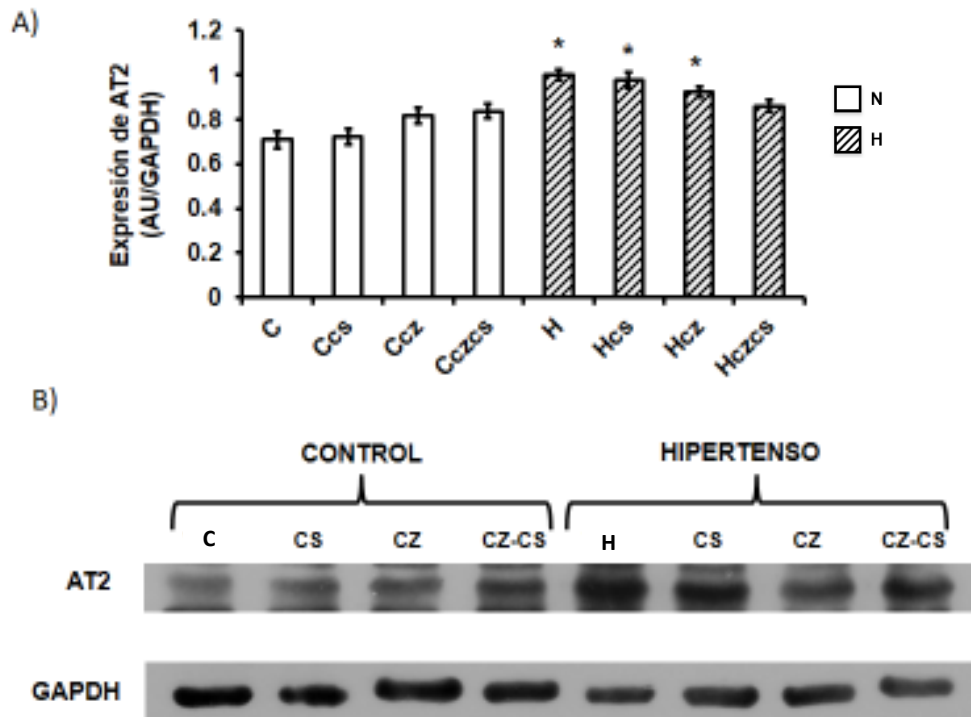 A)
Expresión de AT2
(AU/GAPDH)
1.2
1
0.8
0.6
0.4
0.2
0
* * *
C Ccs Ccz Cczcs H Hcs Hcz Hczcs
N
H
B)
CONTROL HIPERTENSO
C CS CZ CZ-CS H CS CZ CZ-CS
AT2
GAPDH